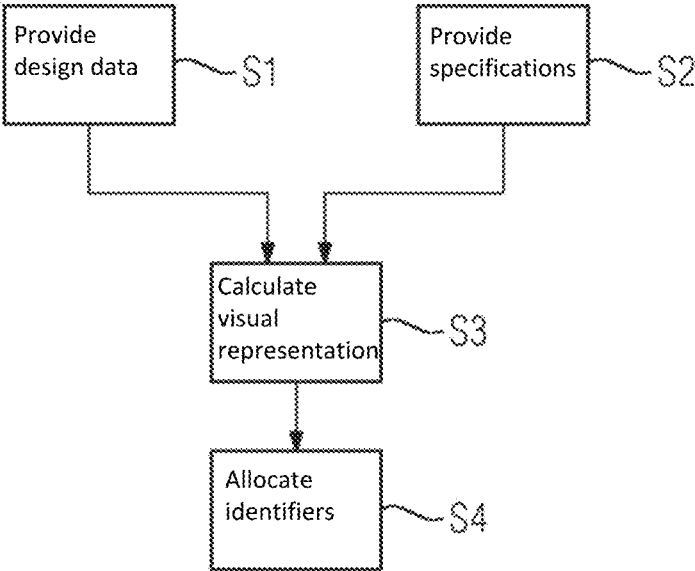 Provide
design data
S1
Provide
specifications
S2
Calculate
visual
representation
S3
Allocate
identifiers
S4